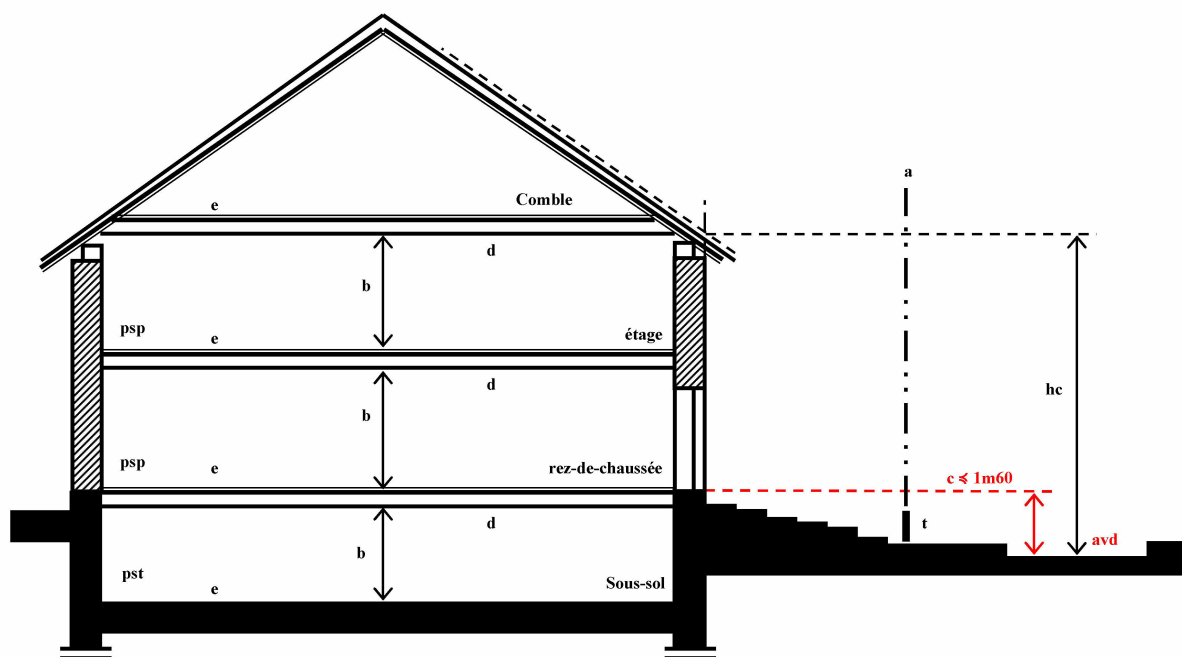 a
e
Comble
d
b
hc
psp
e
étage
d
b
psp
e
rez-de-chaussée
c ⩽ 1m60
d
t
b
avd
pst
e
Sous-sol